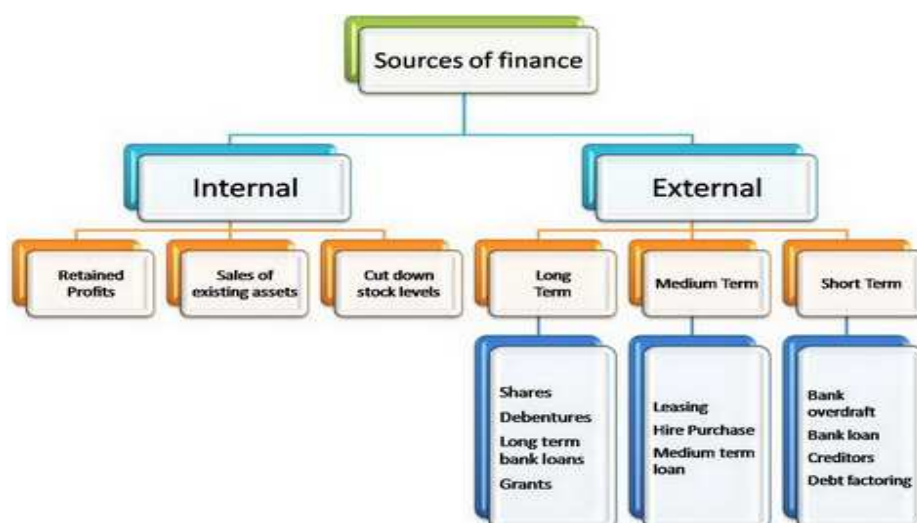 Sources of finance
Internal
External
Retained
Profits
Sales of
existing assets
Cut down
stock levels
Long
Term
Medium Term
Short Term
Shares
Debentures
Long term
bank loans
Grants
Leasing
Hire Purchase
Medium term
loan
Bank
overdraft
Bank loan
Creditors
Debt factoring